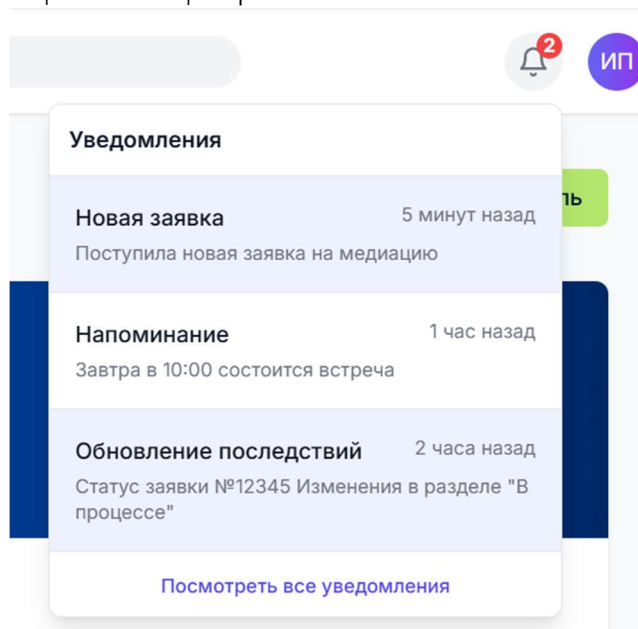 2
ИП
Уведомления
ль
Новая заявка
5 минут назад
Поступила новая заявка на медиацию
Напоминание
1 час назад
Завтра в 10:00 состоится встреча
Обновление последствий
2 часа назад
Статус заявки №12345 Изменения в разделе "В
процессе"
Посмотреть все уведомления